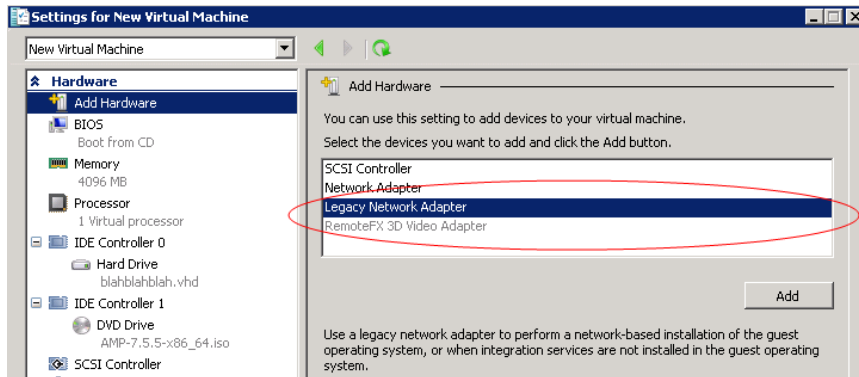 Settings for New Virtual Machine
New Virtual Machine
Hardware
Add Hardware
BIOS
Boot from CD
Memory
4096 MB
Processor
1 Virtual processor
IDE Controller 0
Hard Drive
blahblahblah.vhd
IDE Controller 1
DVD Drive
AMP-7.5.5-x86_64.iso
SCSI Controller
Add Hardware
You can use this setting to add devices to your virtual machine.
Select the devices you want to add and click the Add button.
SCSI Controller
Network Adapter
Legacy Network Adapter
RemoteFX 3D Video Adapter
Add
Use a legacy network adapter to perform a network-based installation of the guest
operating system, or when integration services are not installed in the guest operating
system.